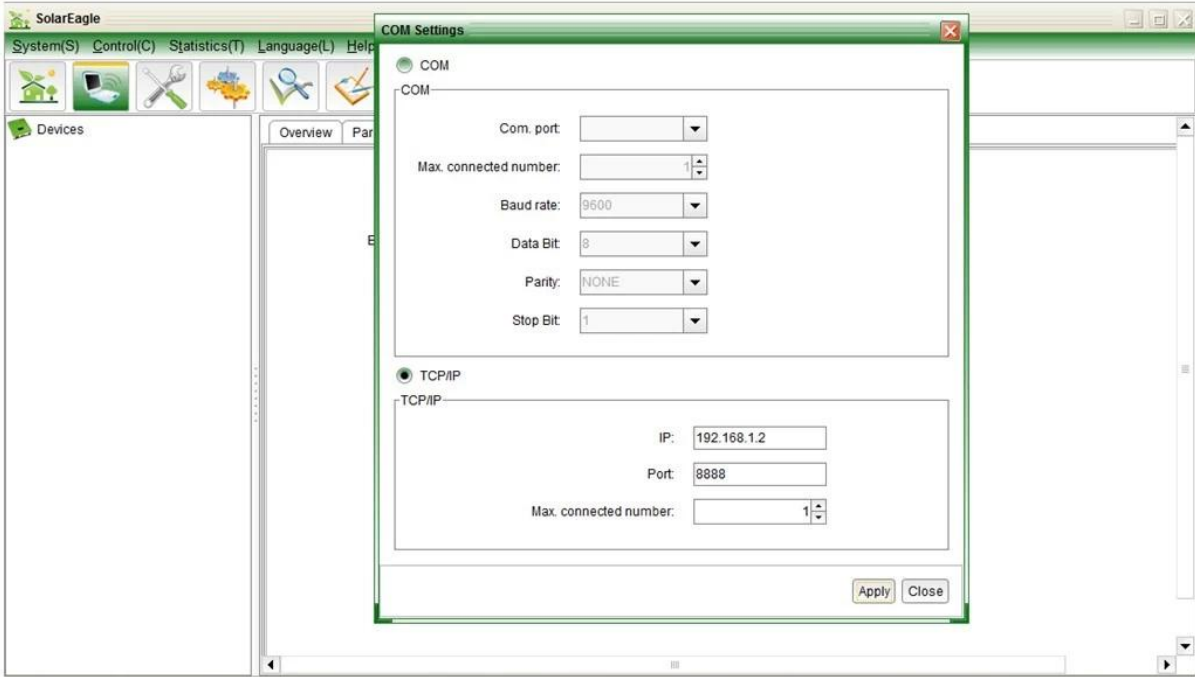 SolarEagle
COM Settings
System(S) Control(C) Statistics(T) Language(L) Help
COM
COM
Devices
Overview
Par
Com. port:
Max. connected number: 1
Baud rate: 9600
E
Data Bit: 8
Parity: NONE
Stop Bit: 1
TCP/IP
TCP/IP
IP: 192.168.1.2
Port: 8888
Max. connected number: 1
Apply Close